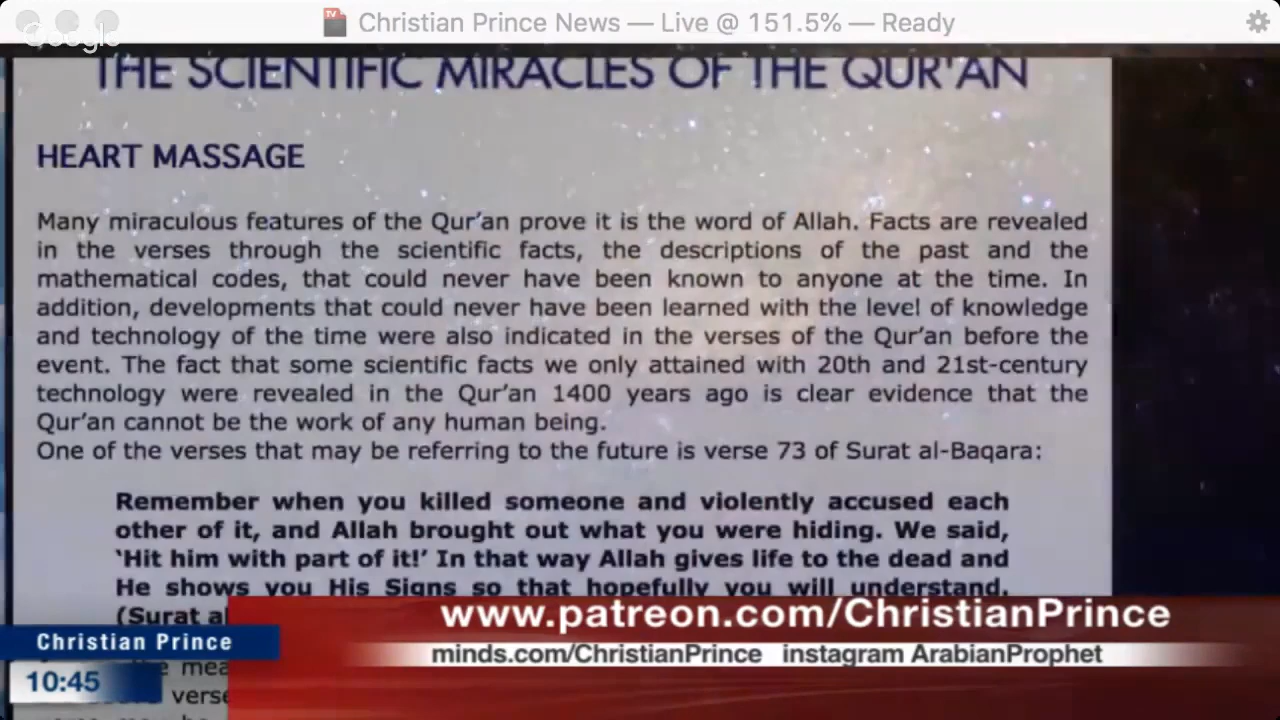 Christian Prince News — Live @ 151.5% — Ready
Google
THE SCIENTIFIC MIRACLES OF THE QUR'AN
HEART MASSAGE
Many miraculous features of the Qur'an prove it is the word of Allah. Facts are revealed
in the verses through the scientific facts, the descriptions of the past and the
mathematical codes, that could never have been known to anyone at the time. In
addition, developments that could never have been learned with the level of knowledge
and technology of the time were also indicated in the verses of the Qur'an before the
event. The fact that some scientific facts we only attained with 20th and 21st-century
technology were revealed in the Qur'an 1400 years ago is clear evidence that the
Qur'an cannot be the work of any human being.
One of the verses that may be referring to the future is verse 73 of Surat al-Baqara:
Remember when you killed someone and violently accused each
other of it, and Allah brought out what you were hiding. We said,
'Hit him with part of it!' In that way Allah gives life to the dead and
He shows you His Signs so that hopefully you will understand.
(Surat al
www.patreon.com/ChristianPrince
Christian Prince
minds.com/ChristianPrince instagram ArabianProphet
10:45